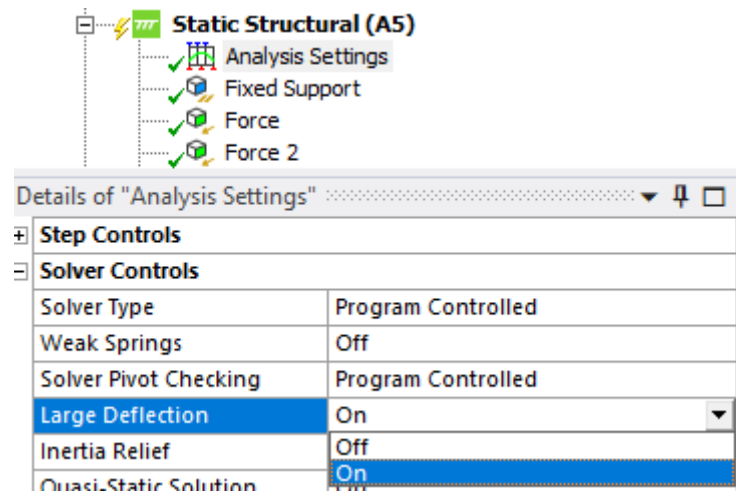 Static Structural (A5)
Analysis Settings
Fixed Support
Force
Force 2
Details of "Analysis Settings"
Step Controls
Solver Controls
Solver Type Program Controlled
Weak Springs Off
Solver Pivot Checking Program Controlled
Large Deflection On
Inertia Relief Off
Quasi-Static Solution On